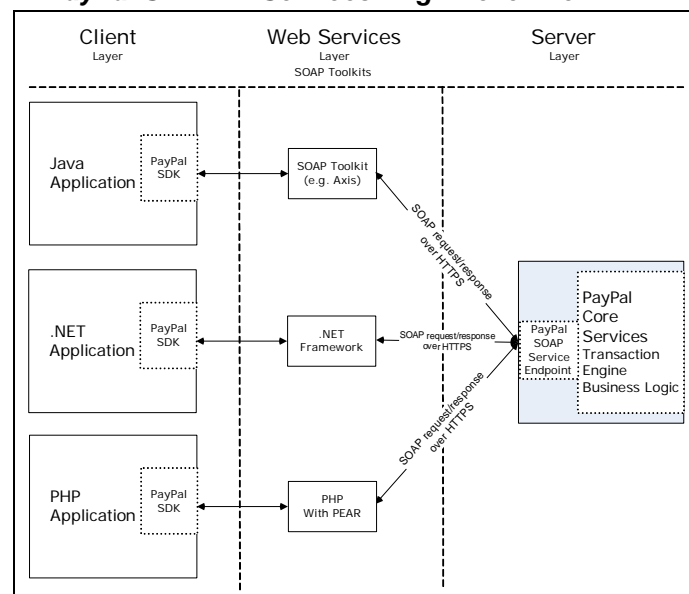 Client
Layer
Web Services
Layer
SOAP Toolkits
Server
Layer
Java
Application
PayPal
SDK
SOAP Toolkit
(e.g. Axis)
SOAP request/response
over HTTPS
.NET
Application
PayPal
SDK
.NET
Framework
SOAP request/response
over HTTPS
PayPal
SOAP
Service
Endpoint
PayPal
Core
Services
Transaction
Engine
Business Logic
PHP
Application
PayPal
SDK
PHP
With PEAR
SOAP request/response
over HTTPS